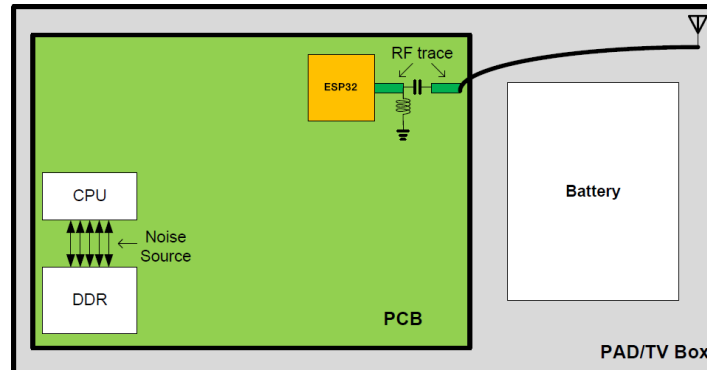 RF trace
ESP32
CPU
Noise
Source
DDR
Battery
PCB
PAD/TV Box